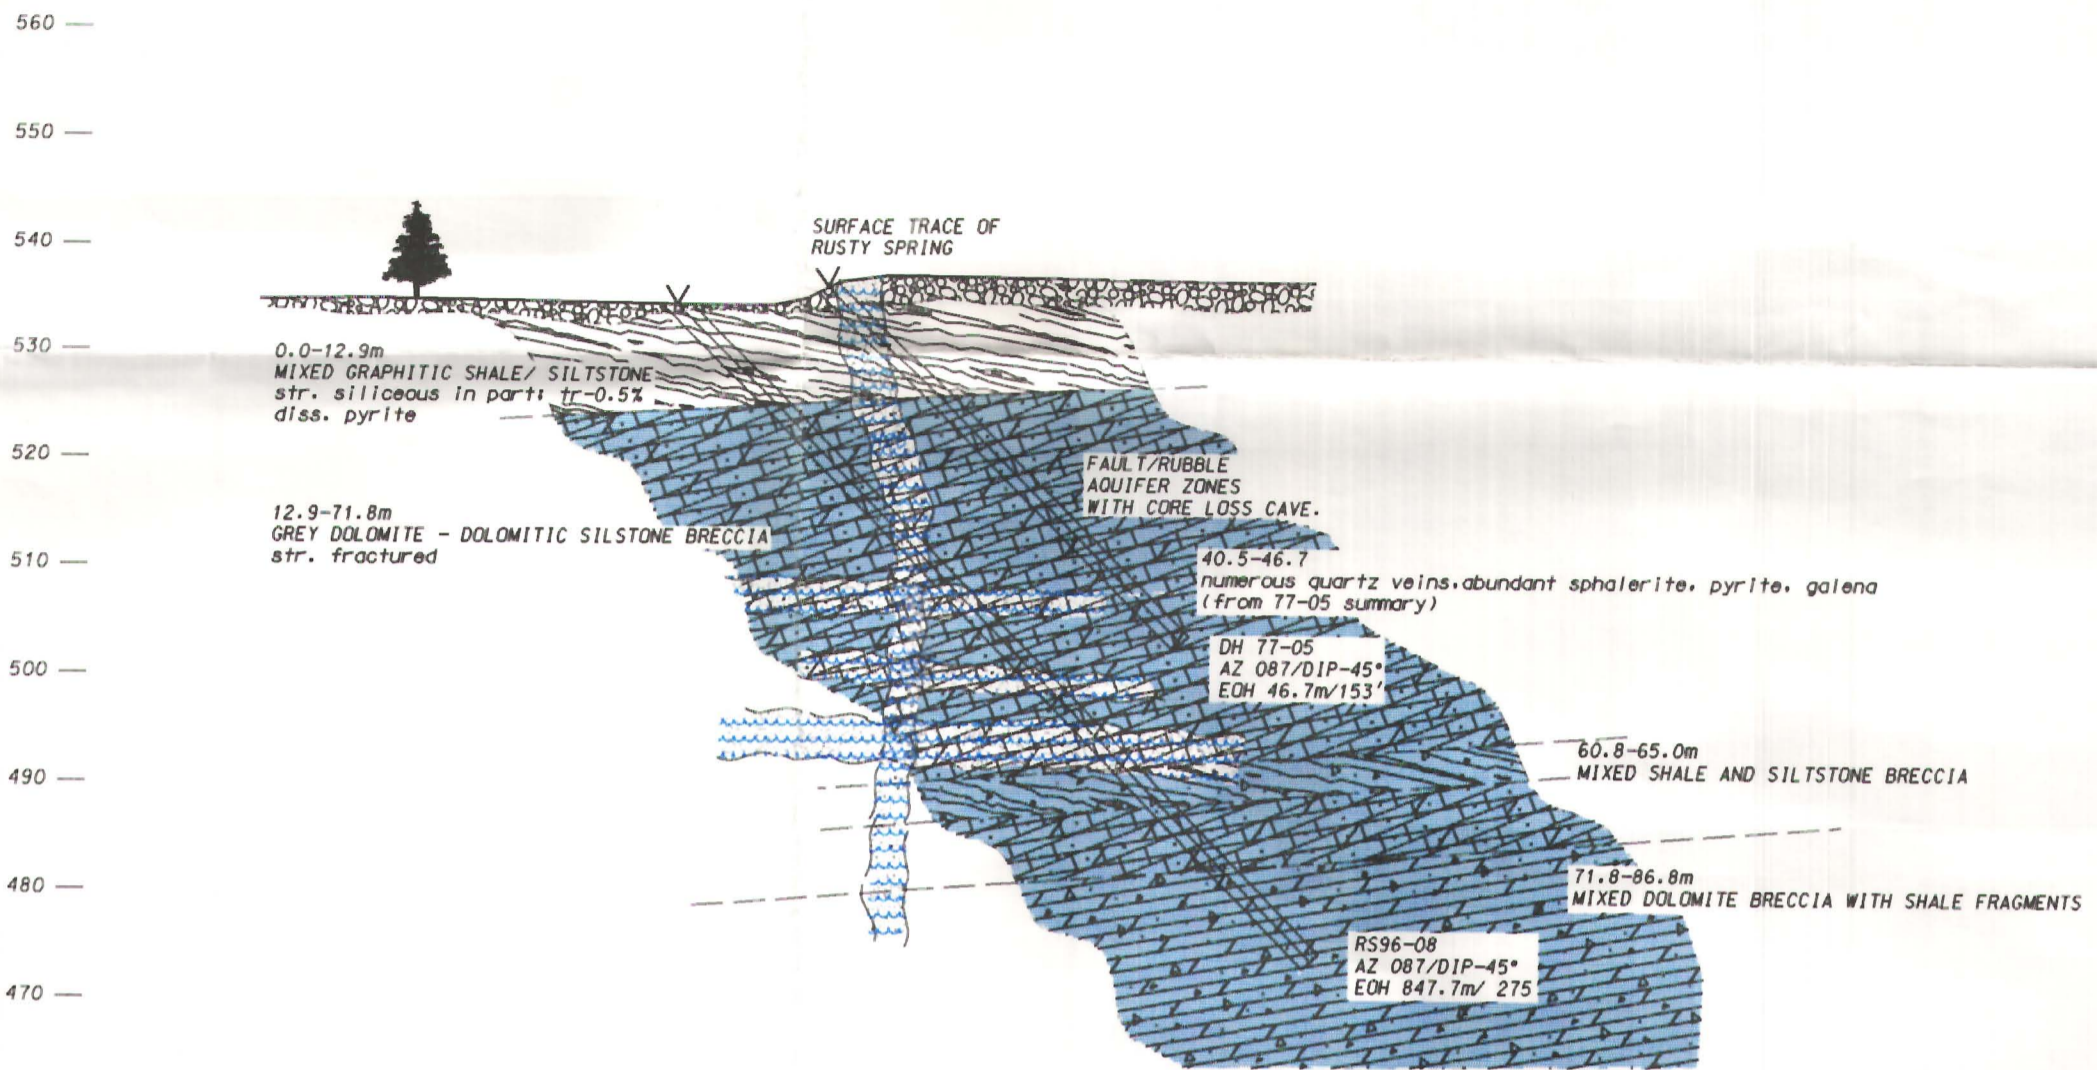 560
550
540
530
520
510
500
490
480
470
SURFACE TRACE OF
RUSTY SPRING
0.0-12.9m
MIXED GRAPHITIC SHALE/ SILTSTONE
str. siliceous in part; tr-0.5%
diss. pyrite
12.9-71.8m
GREY DOLOMITE - DOLOMITIC SILSTONE BRECCIA
str. fractured
FAULT/RUBBLE
AQUIFER ZONES
WITH CORE LOSS CAVE.
40.5-46.7
numerous quartz veins, abundant sphalerite, pyrite, galena
(from 77-05 summary)
DH 77-05
AZ 087/DIP-45°
EOH 46.7m/153'
60.8-65.0m
MIXED SHALE AND SILTSTONE BRECCIA
71.8-86.8m
MIXED DOLOMITE BRECCIA WITH SHALE FRAGMENTS
RS96-08
AZ 087/DIP-45°
EOH 847.7m/ 275